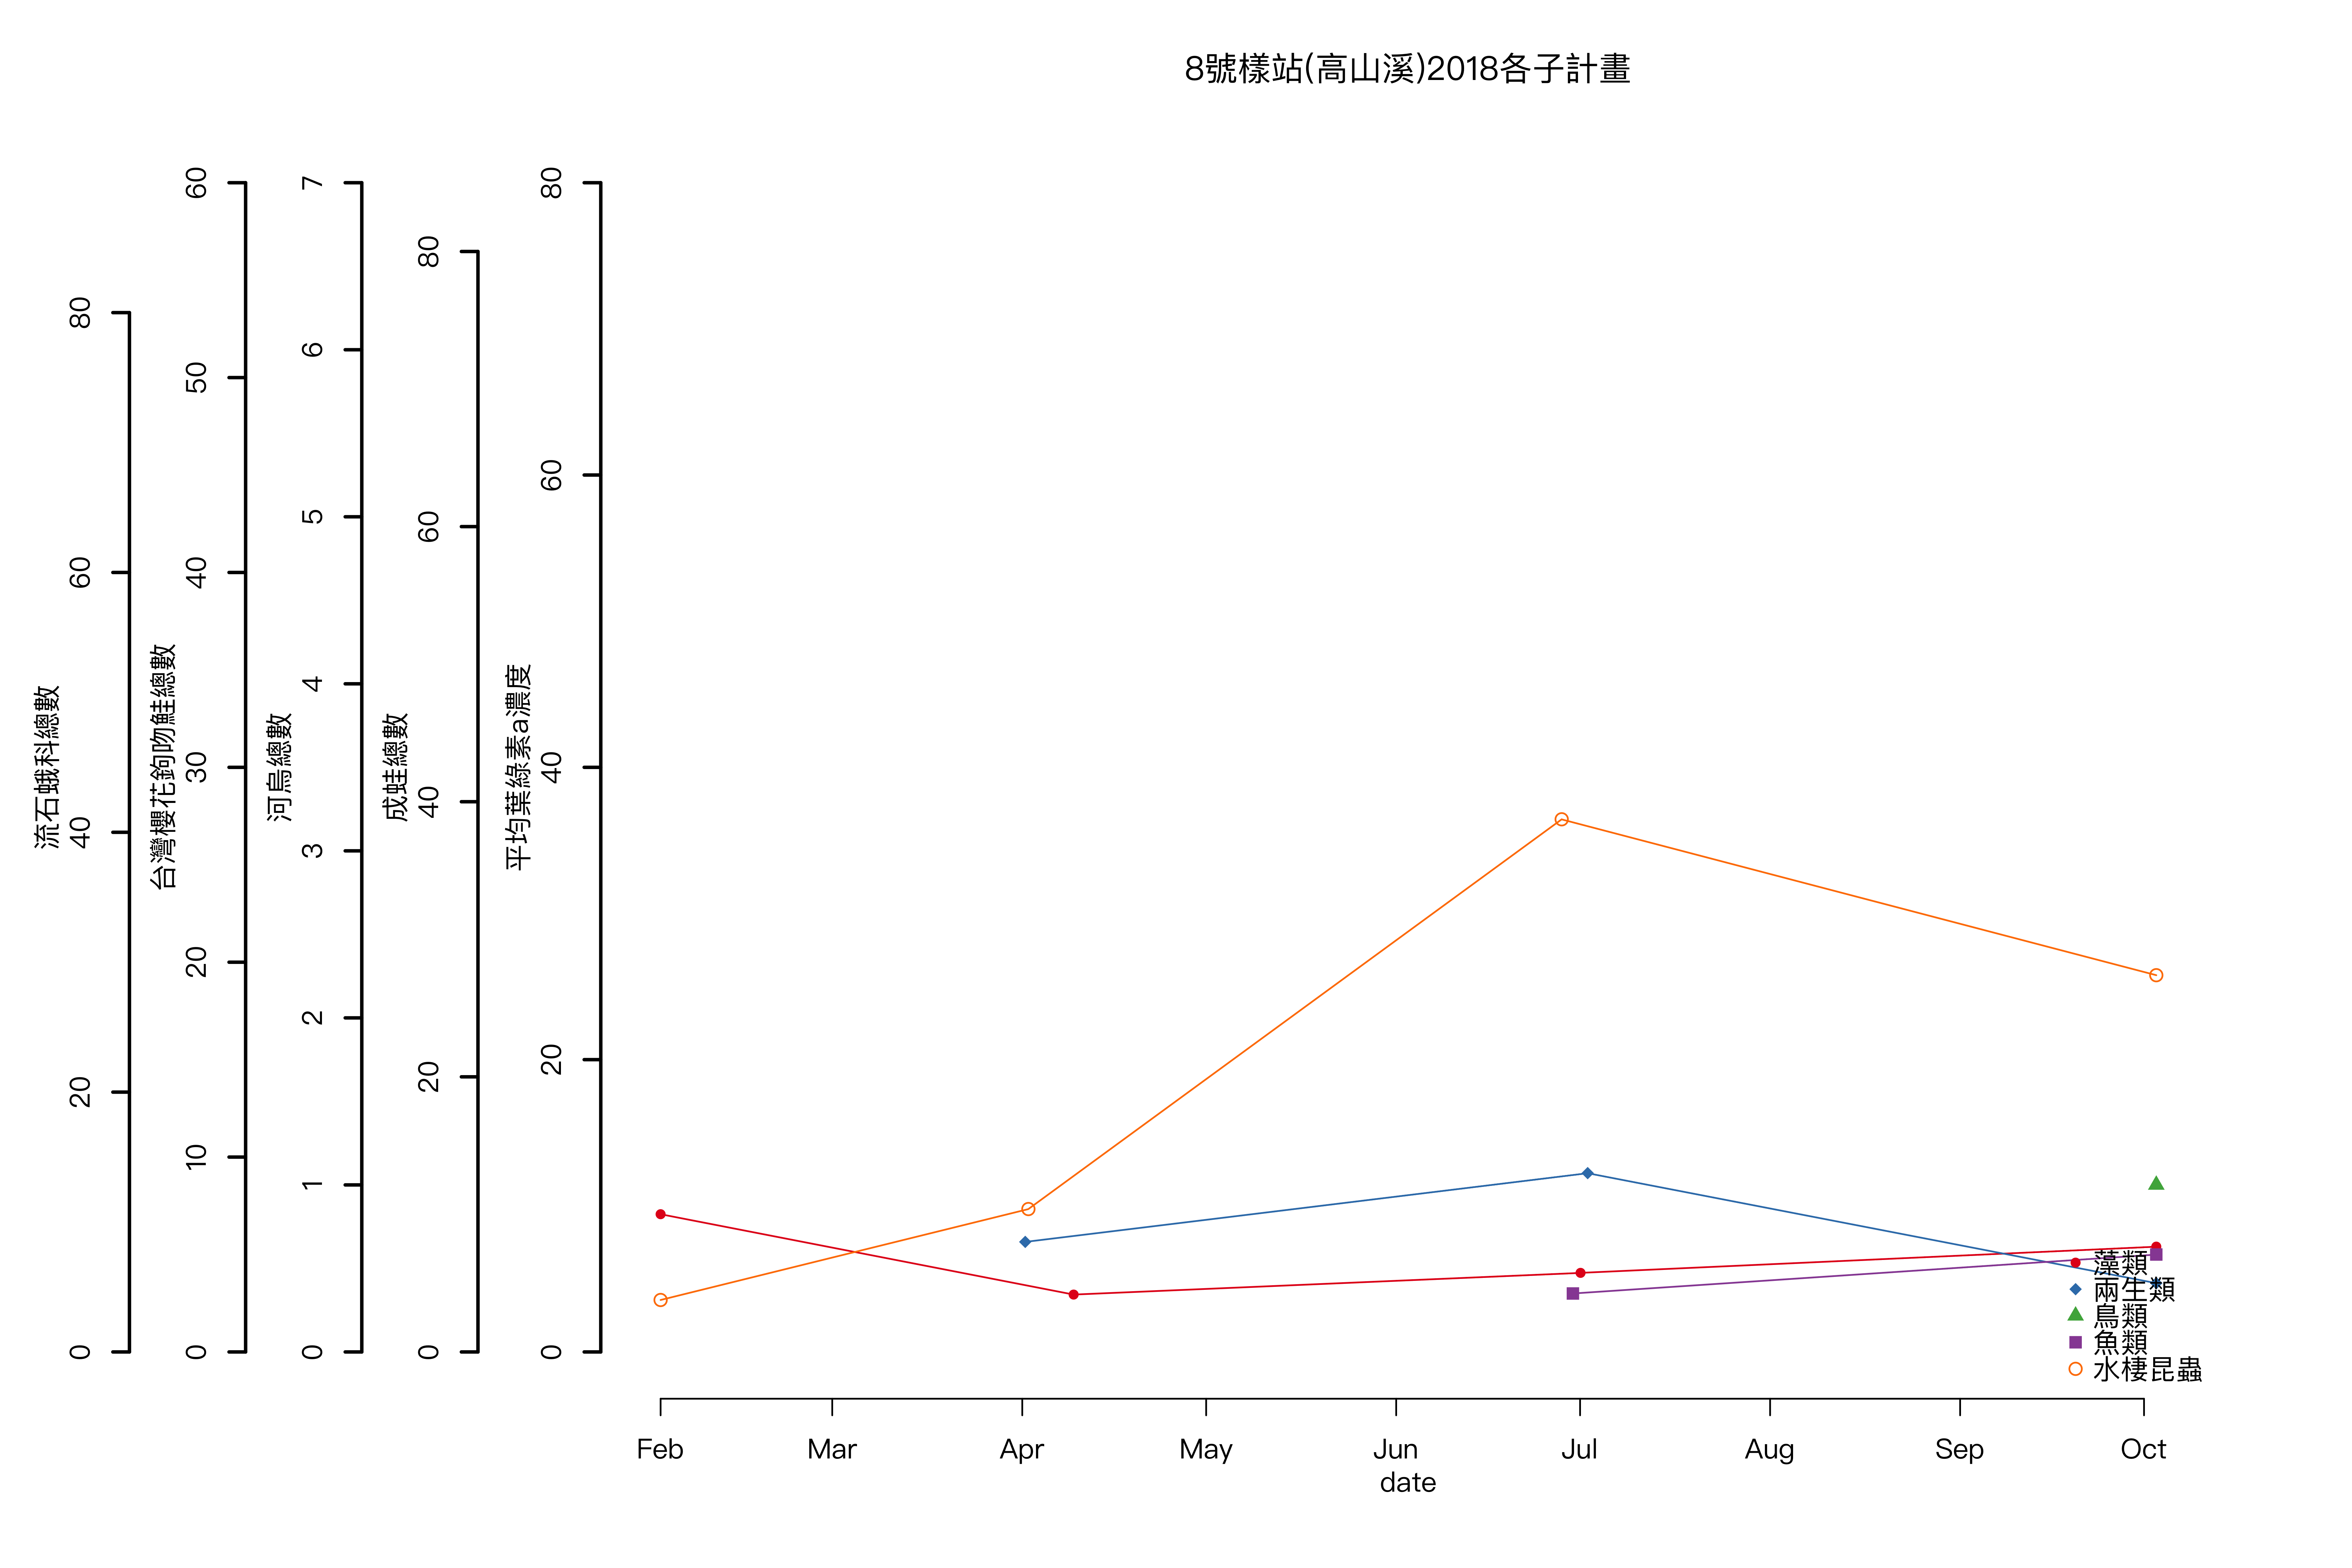 8號樣站(高山溪)2018各子計畫
流石蛾科總數
0 20 40 60 80
台灣櫻花鉤吻鮭總數
0 10 20 30 40 50 60
河烏總數
0 1 2 3 4 5 6 7
成蛙總數
0 20 40 60 80
平均葉綠素a濃度
0 20 40 60 80
藻類
兩生類
鳥類
魚類
水棲昆蟲
Feb Mar Apr May Jun Jul Aug Sep Oct
date